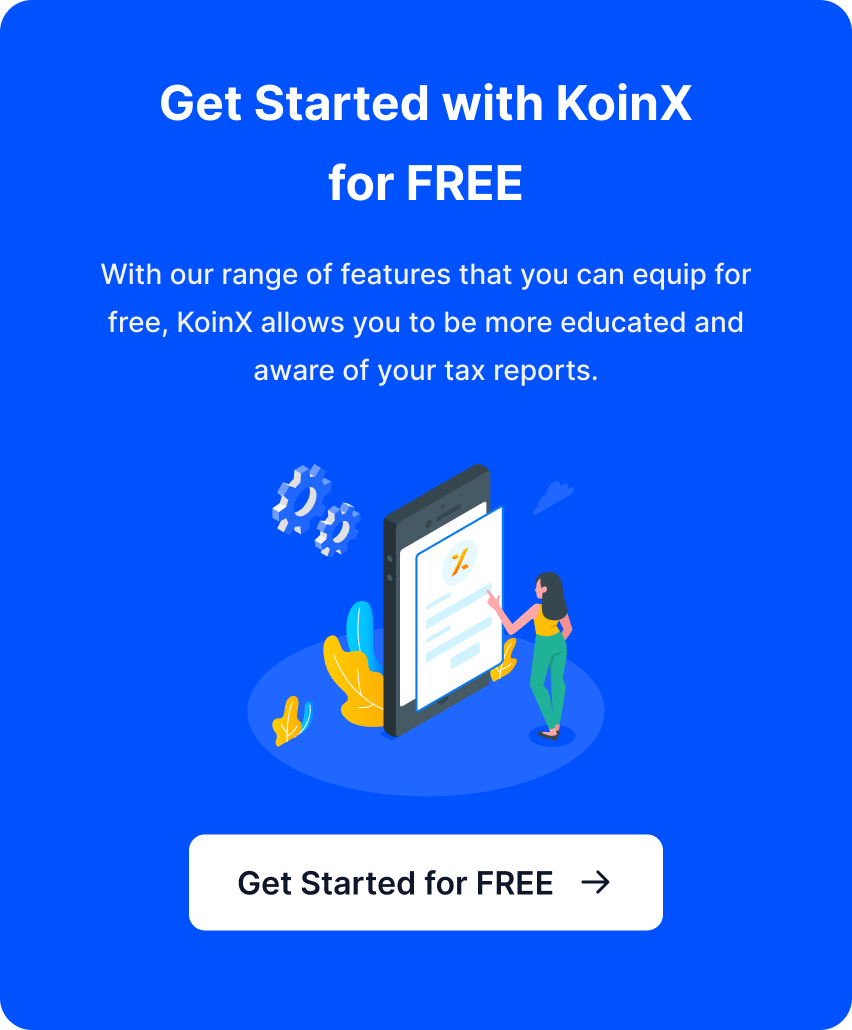 Get Started with KoinX
for FREE
With our range of features that you can equip for
free, KoinX allows you to be more educated and
aware of your tax reports.
Get Started for FREE →